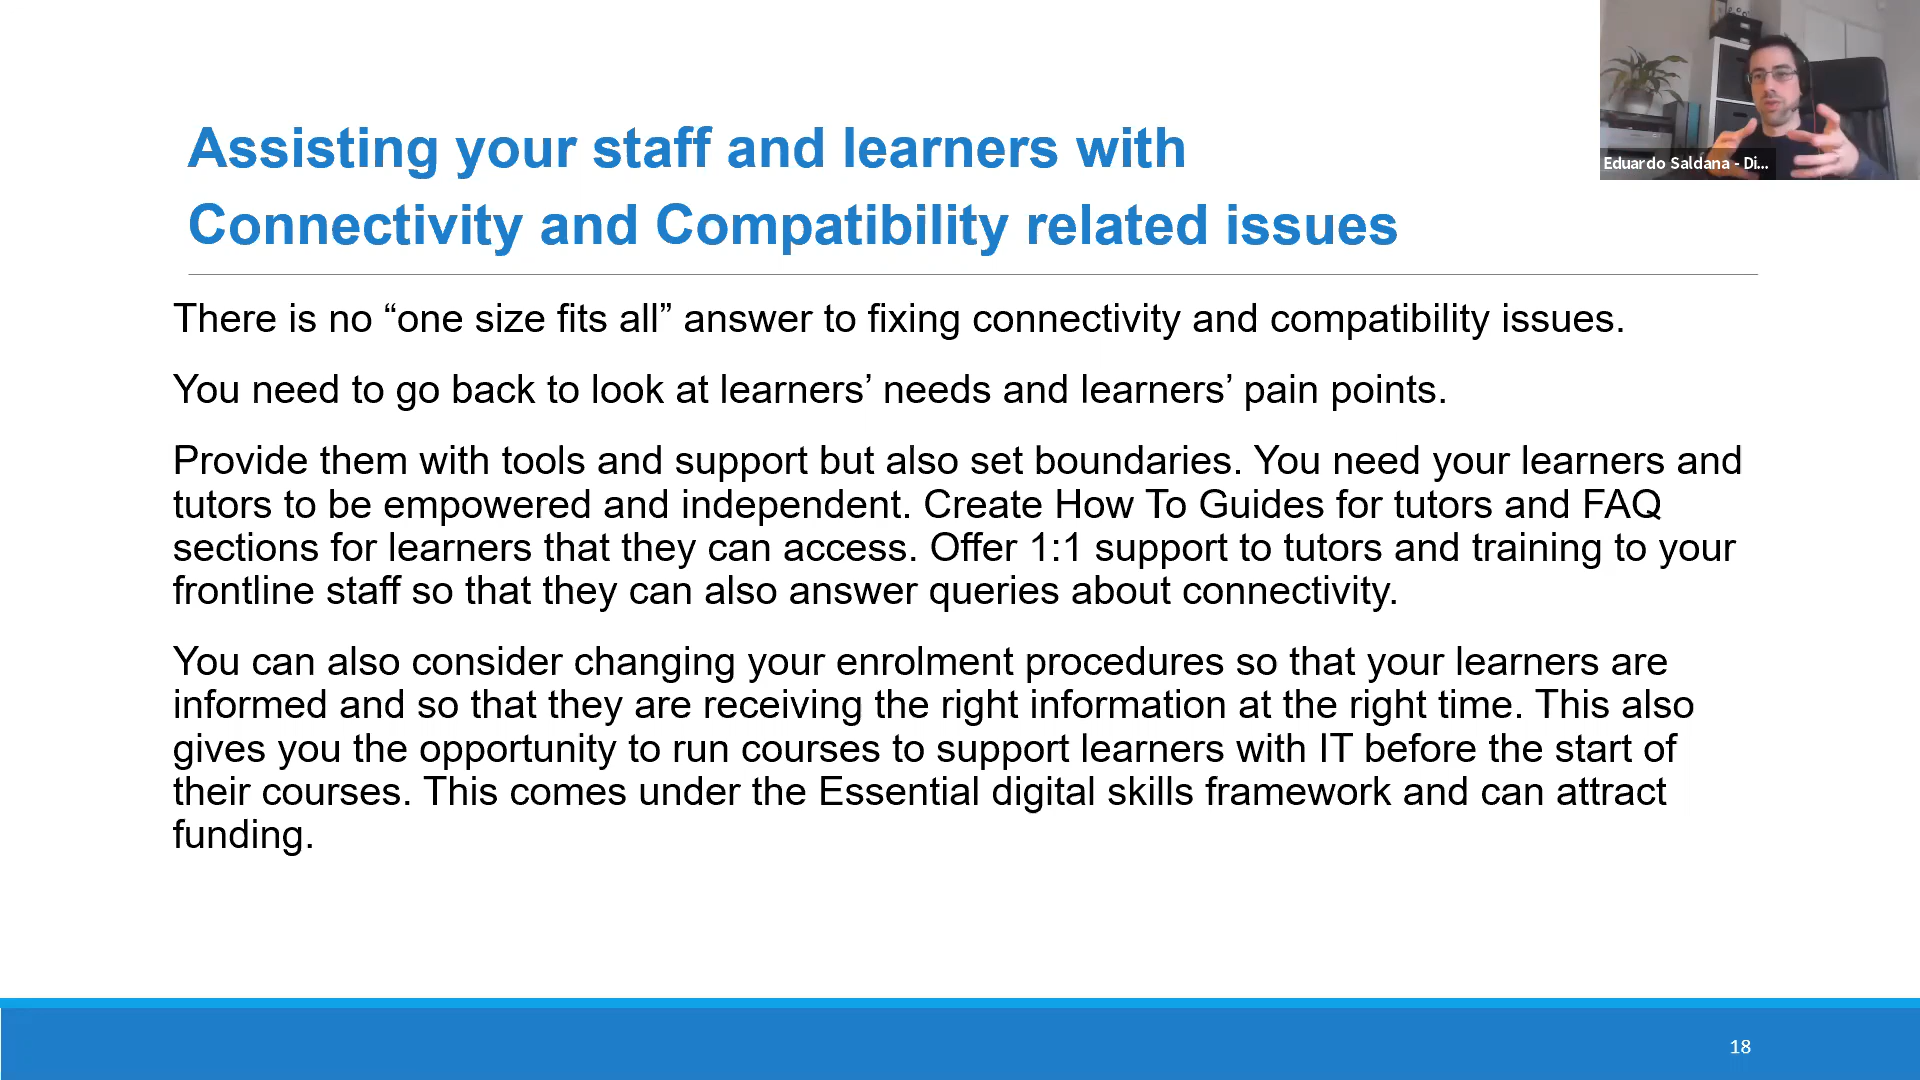 Assisting your staff and learners with
Connectivity and Compatibility related issues
Eduardo Saldana - Di...
There is no “one size fits all” answer to fixing connectivity and compatibility issues.
You need to go back to look at learners’ needs and learners’ pain points.
Provide them with tools and support but also set boundaries. You need your learners and
tutors to be empowered and independent. Create How To Guides for tutors and FAQ
sections for learners that they can access. Offer 1:1 support to tutors and training to your
frontline staff so that they can also answer queries about connectivity.
You can also consider changing your enrolment procedures so that your learners are
informed and so that they are receiving the right information at the right time. This also
gives you the opportunity to run courses to support learners with IT before the start of
their courses. This comes under the Essential digital skills framework and can attract
funding.
18